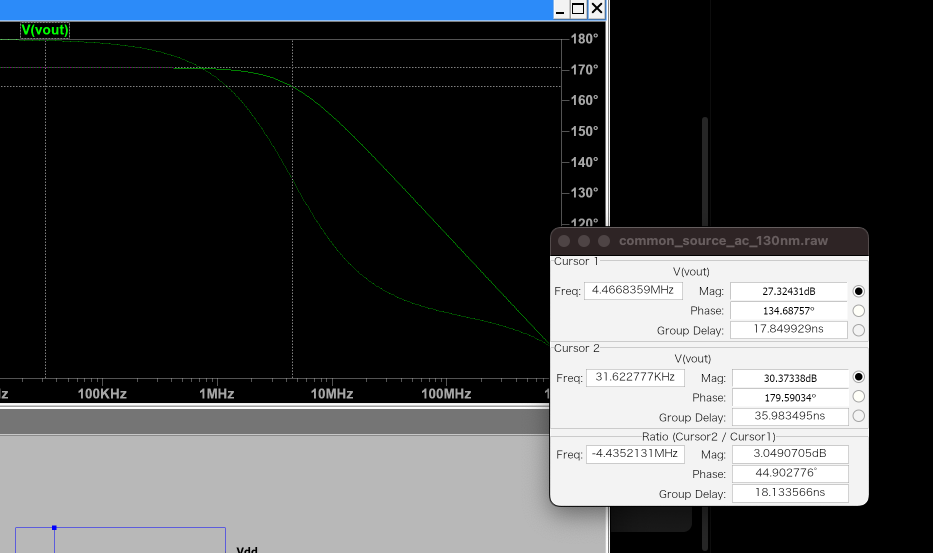 V(vout)
180°
170°
160°
150°
140°
130°
120°
100KHz
1MHz
10MHz
100MHz
common_source_ac_130nm.raw
Cursor 1
V(vout)
Freq: 4.4668359MHz Mag: 27.32431dB
Phase: 134.68757°
Group Delay: 17.849929ns
Cursor 2
V(vout)
Freq: 31.622777KHz Mag: 30.37338dB
Phase: 179.59034°
Group Delay: 35.983495ns
Ratio (Cursor2 / Cursor1)
Freq: -4.4352131MHz Mag: 3.0490705dB
Phase: 44.902776°
Group Delay: 18.133566ns
Vdd